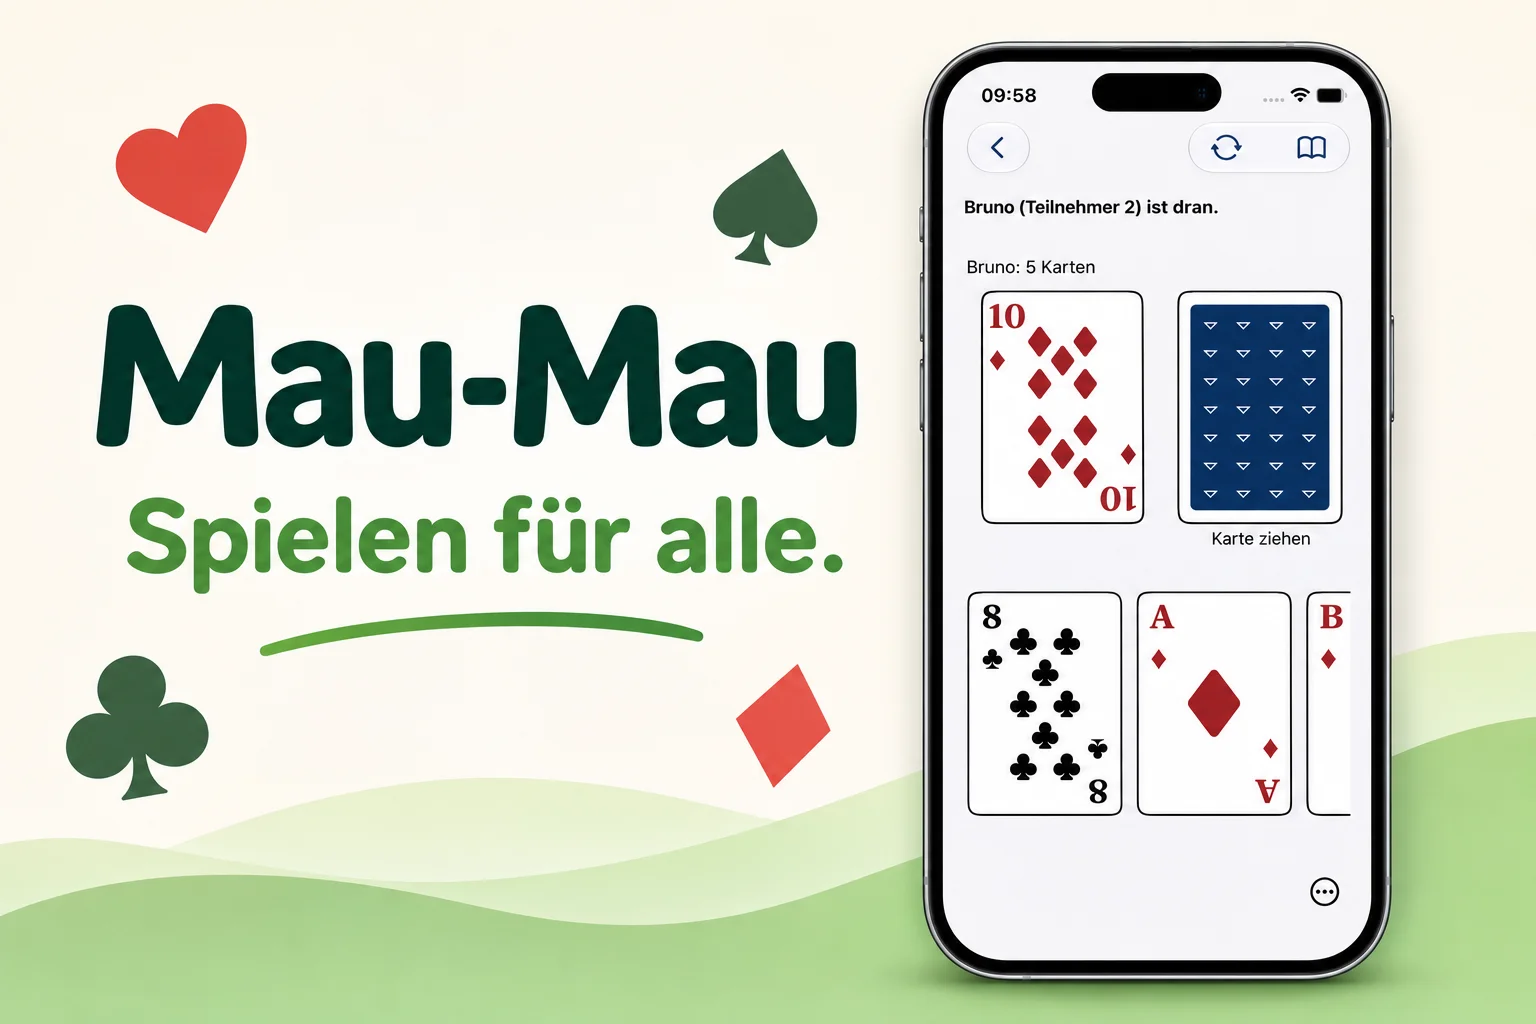 Mau-Mau
Spielen für alle.
09:58
Bruno (Teilnehmer 2) ist dran.
Bruno: 5 Karten
10
10
Karte ziehen
8
8
A
A
B